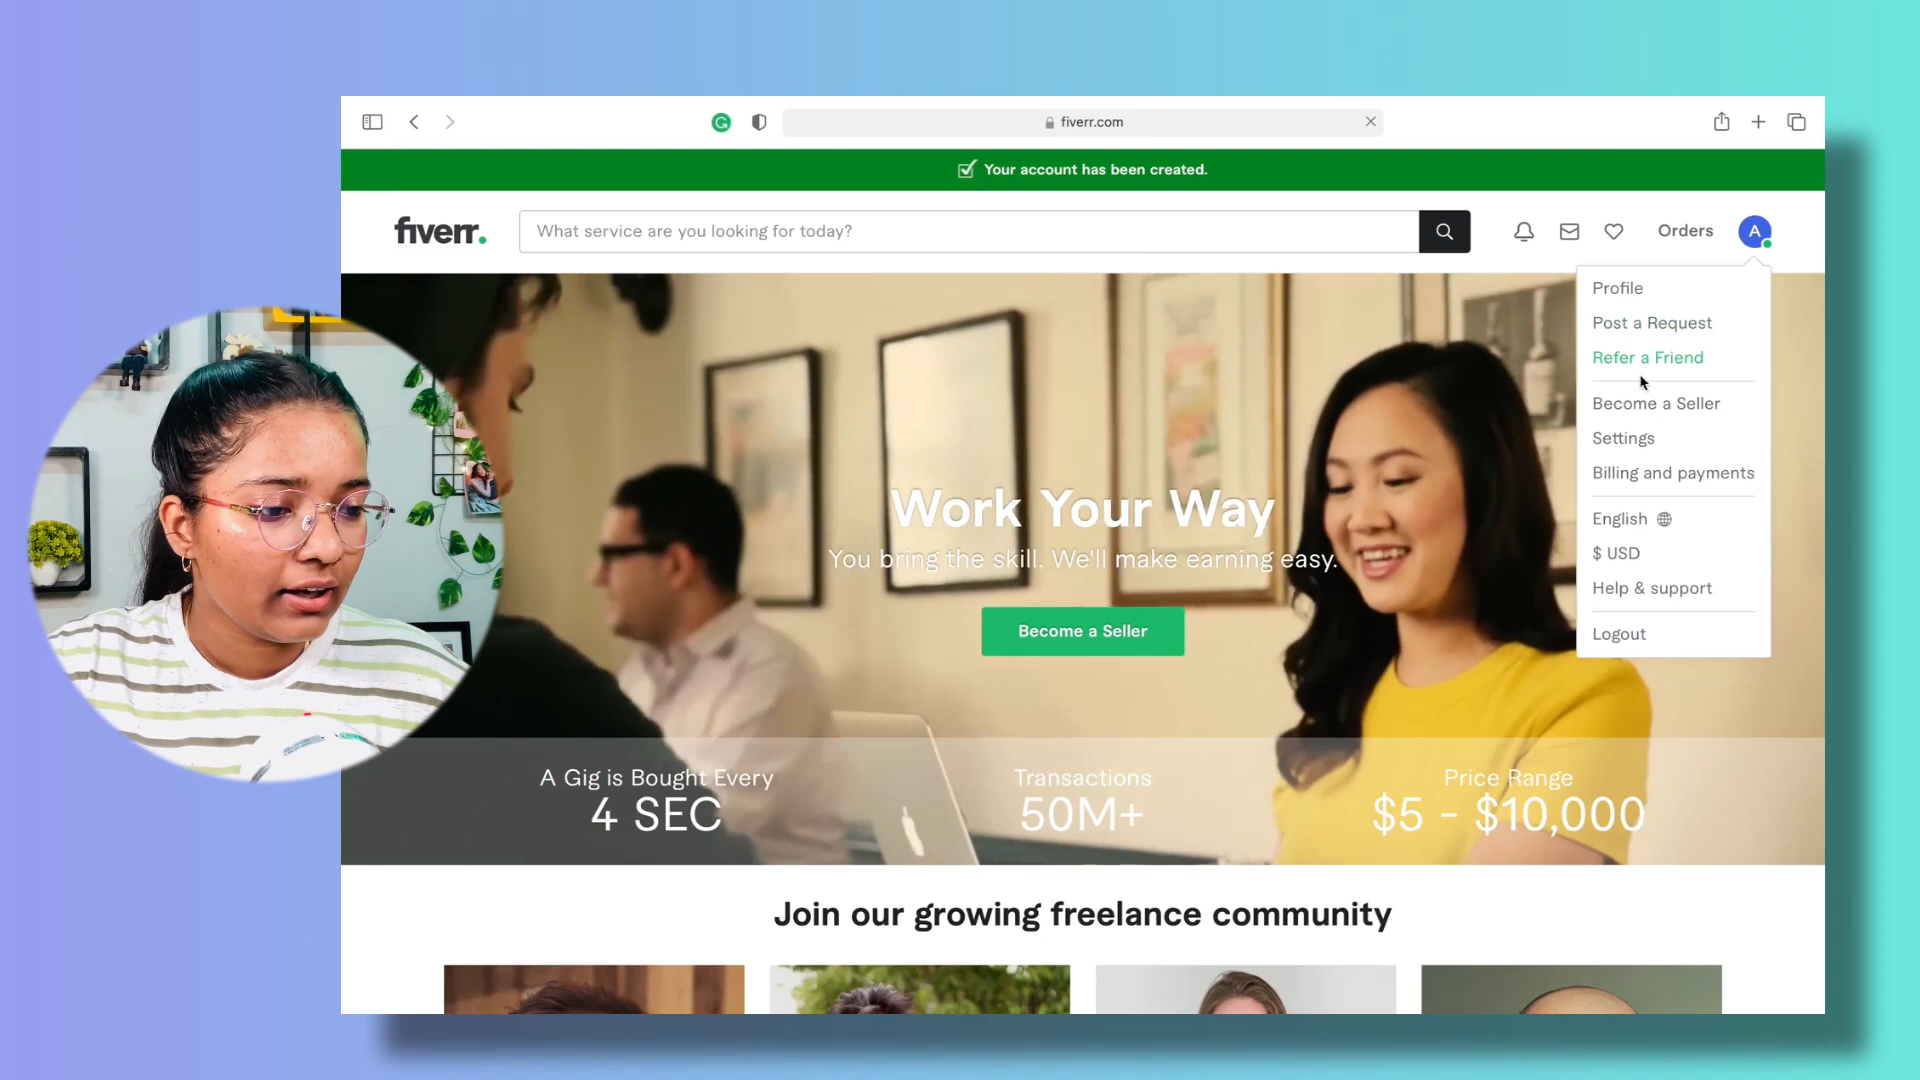 fiverr.com
Your account has been created.
fiverr.
What service are you looking for today?
Orders
A
Profile
Post a Request
Refer a Friend
Become a Seller
Settings
Billing and payments
English
$ USD
Help & support
Logout
Work Your Way
You bring the skill. We'll make earning easy.
Become a Seller
A Gig is Bought Every
4 SEC
Transactions
50M+
Price Range
$5 - $10,000
Join our growing freelance community